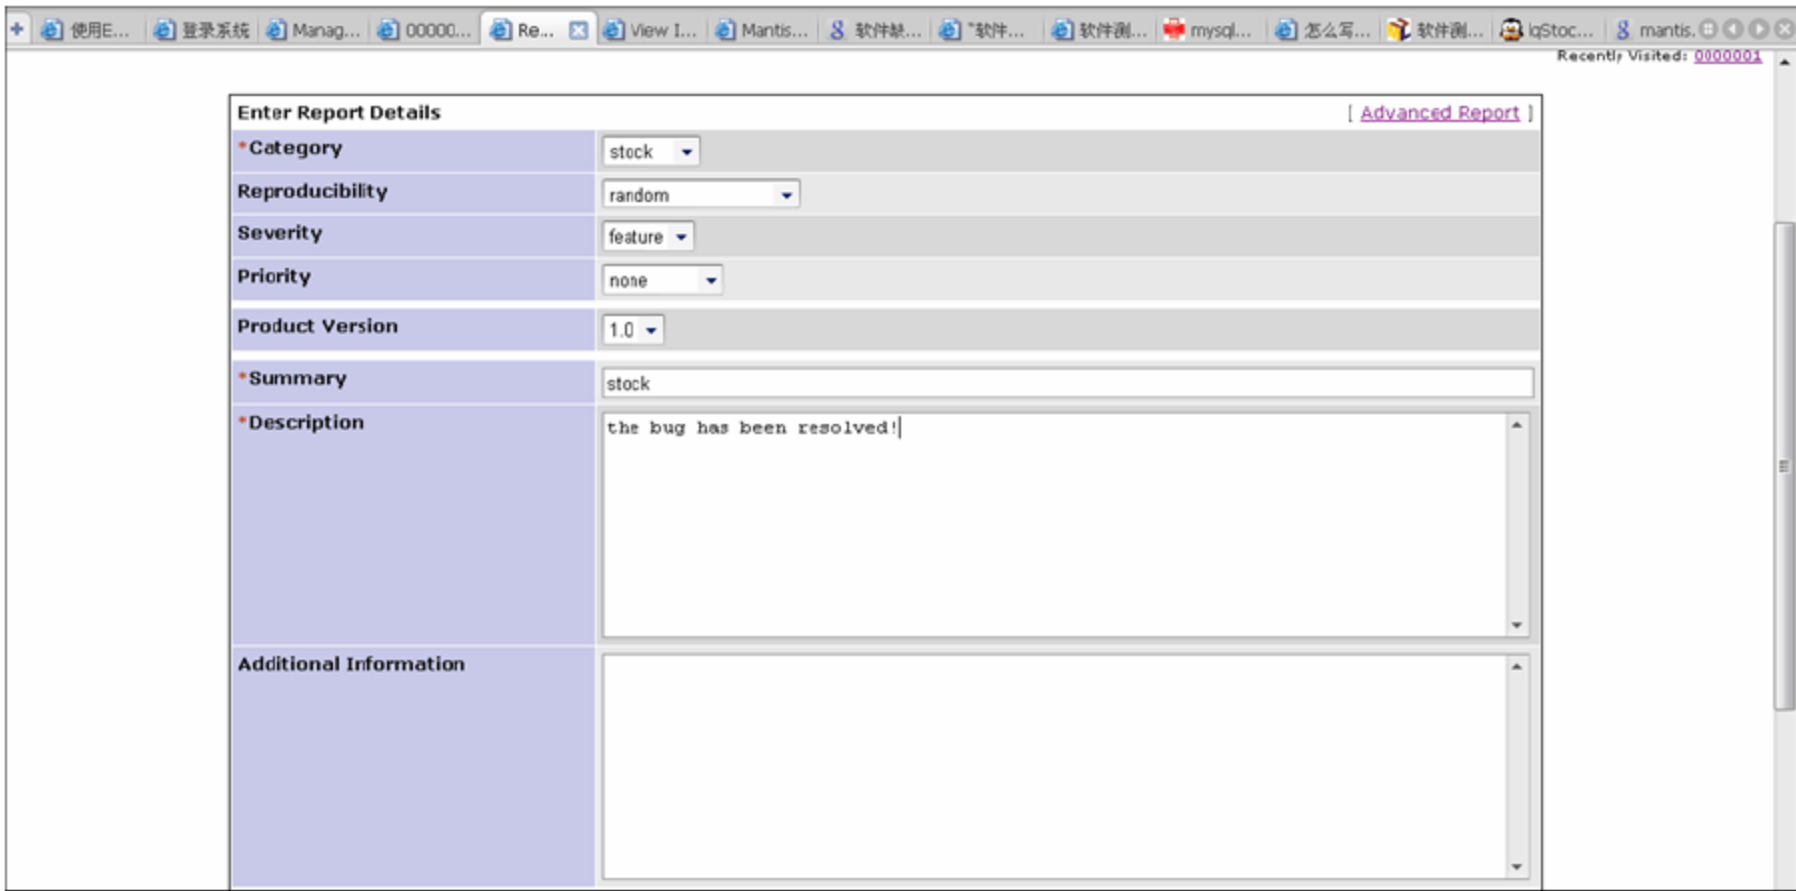 使用E... 登录系统 Manag... 00000... Re... View I... Mantis... 软件缺... “软件... 软件测... mysql... 怎么写... 软件测... IqStoc... mantis.
Recently Visited: 0000001
Enter Report Details [ Advanced Report ]
*Category stock
Reproducibility random
Severity feature
Priority none
Product Version 1.0
*Summary stock
*Description the bug has been resolved!
Additional Information